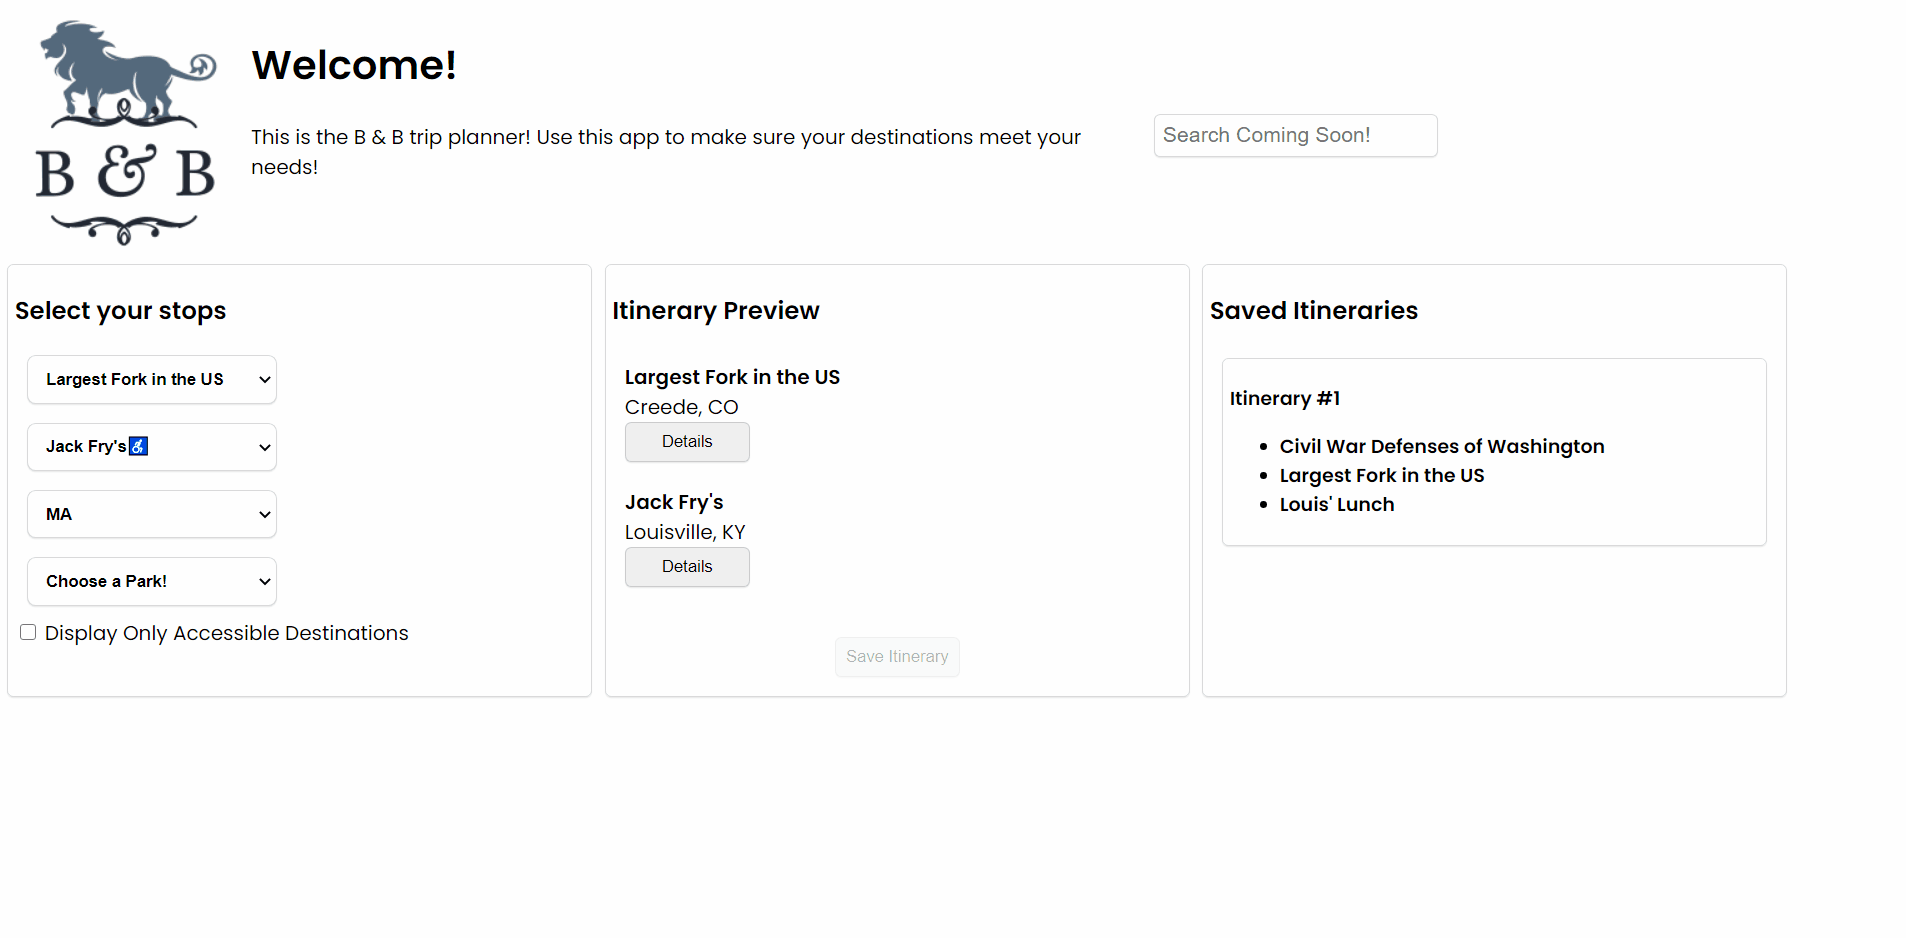 B & B
Welcome!
This is the B & B trip planner! Use this app to make sure your destinations meet your
needs!
Search Coming Soon!
Select your stops
Largest Fork in the US
Jack Fry's♿
MA
Choose a Park!
Display Only Accessible Destinations
Itinerary Preview
Largest Fork in the US
Creede, CO
Details
Jack Fry's
Louisville, KY
Details
Save Itinerary
Saved Itineraries
Itinerary #1
• Civil War Defenses of Washington
• Largest Fork in the US
• Louis' Lunch